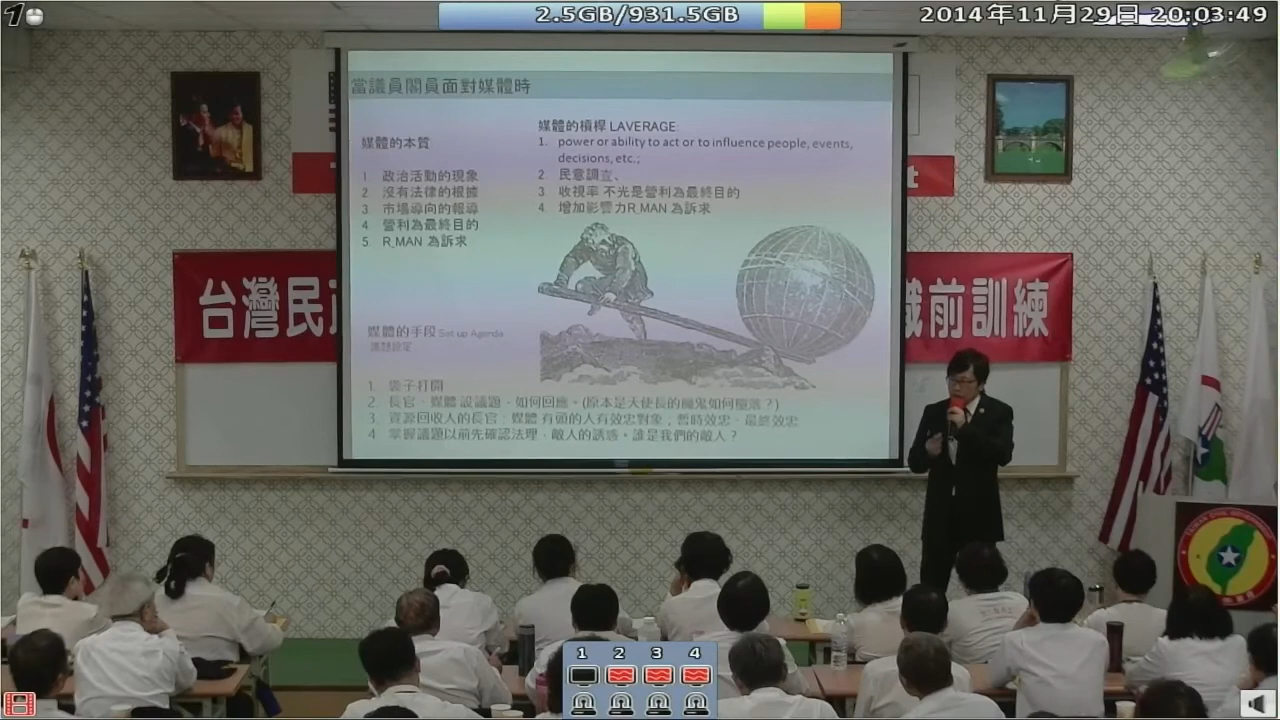 1
2.5GB/931.5GB
2014年11月29日 20:03:49
當議員閣員面對媒體時
媒體的本質
1 政治活動的現象
2. 沒有法律的根據
3. 市場導向的報導
4. 營利為最終目的
5. R_MAN 為訴求
媒體的槓桿 LAVERAGE:
1. power or ability to act or to influence people, events,
decisions, etc.;
2. 民意調查、
3. 收視率 不光是營利為最終目的
4. 增加影響力R_MAN 為訴求
媒體的手段 Set up Agenda
議題設定
1
2. 長官、媒體 設議題，如何回應。(原本是天使長的魔鬼如何墮落？)
3. 資源回收人的長官：媒體 有頭的人有效忠對象；暫時效忠、最終效忠
4 掌握議題以前先確認法理，敵人的誘惑。誰是我們的敵人？
t
台灣民
職前訓練
1 2 3 4